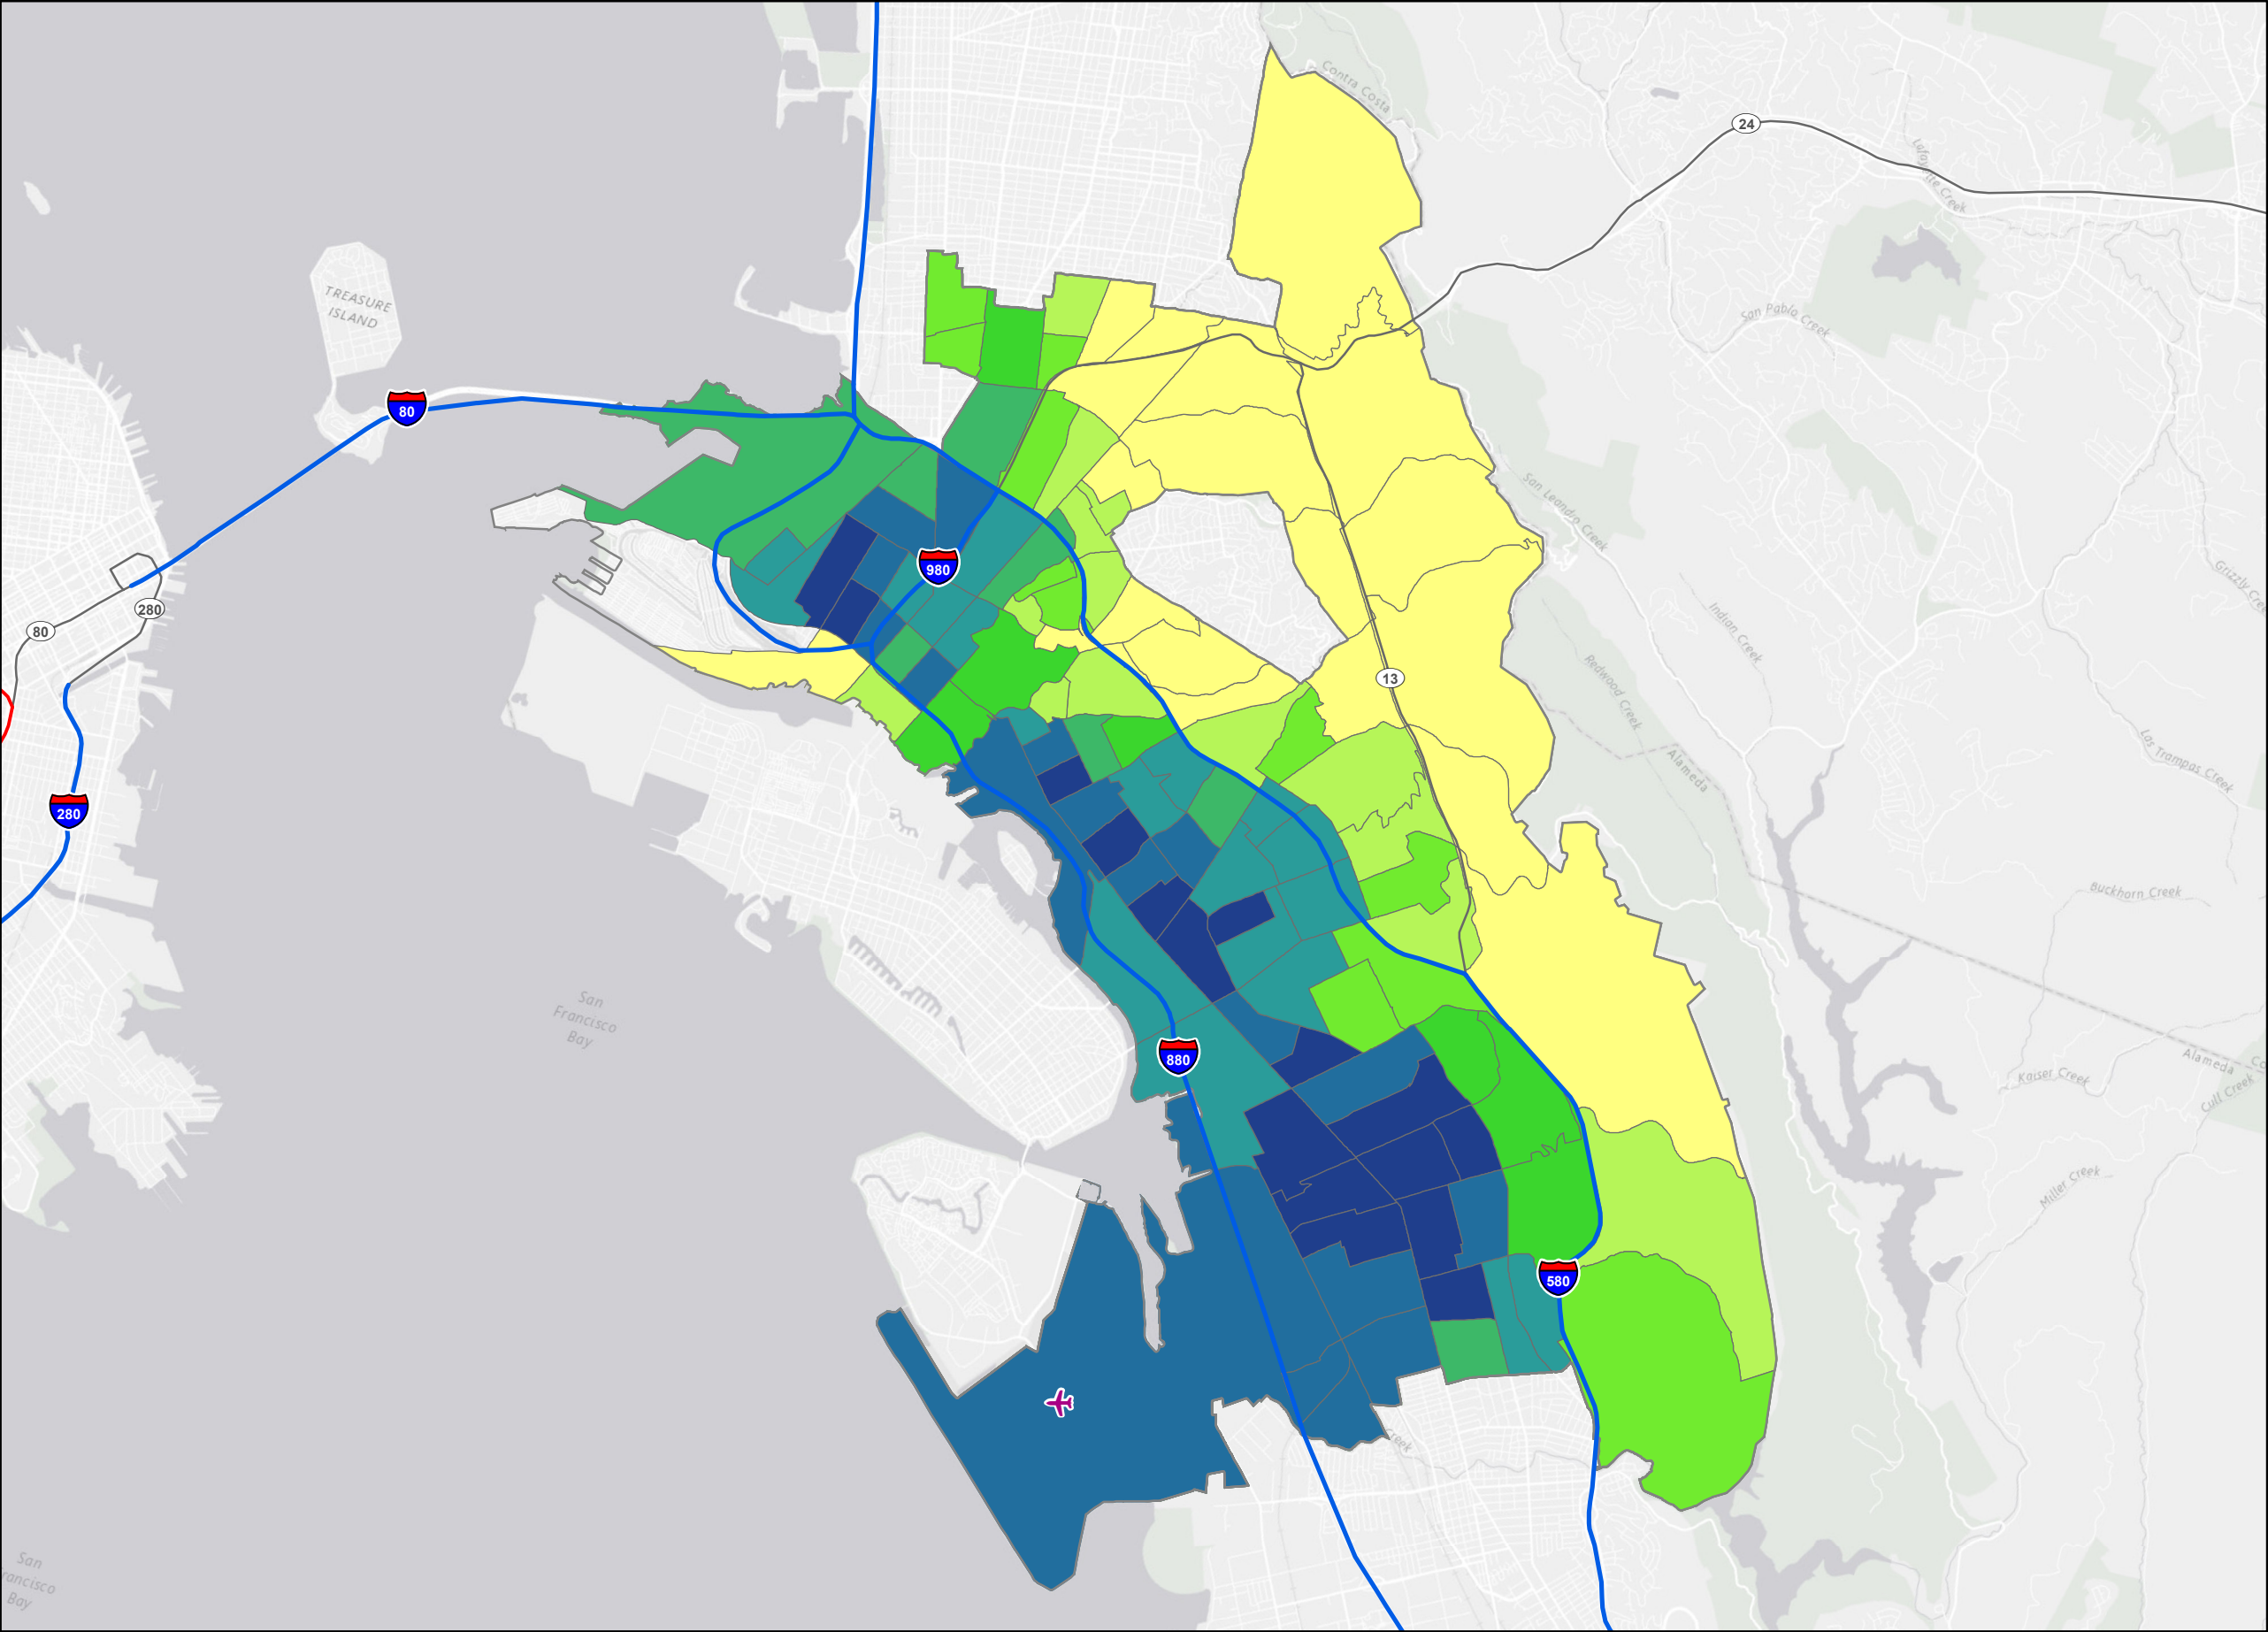 Contra Costa
24
Lafayette Creek
TREASURE
ISLAND
San Pablo Creek
80
San Leandro Creek
980
Grizzly Creek
280
80
Indian Creek
Redwood Creek
13
Las Trampas
Creek
Alameda
280
Buckhorn Creek
San
Francisco
Bay
880
Alameda
Kaiser Creek
Cull Creek
Miller Creek
580
Creek
San
Francisco
Bay